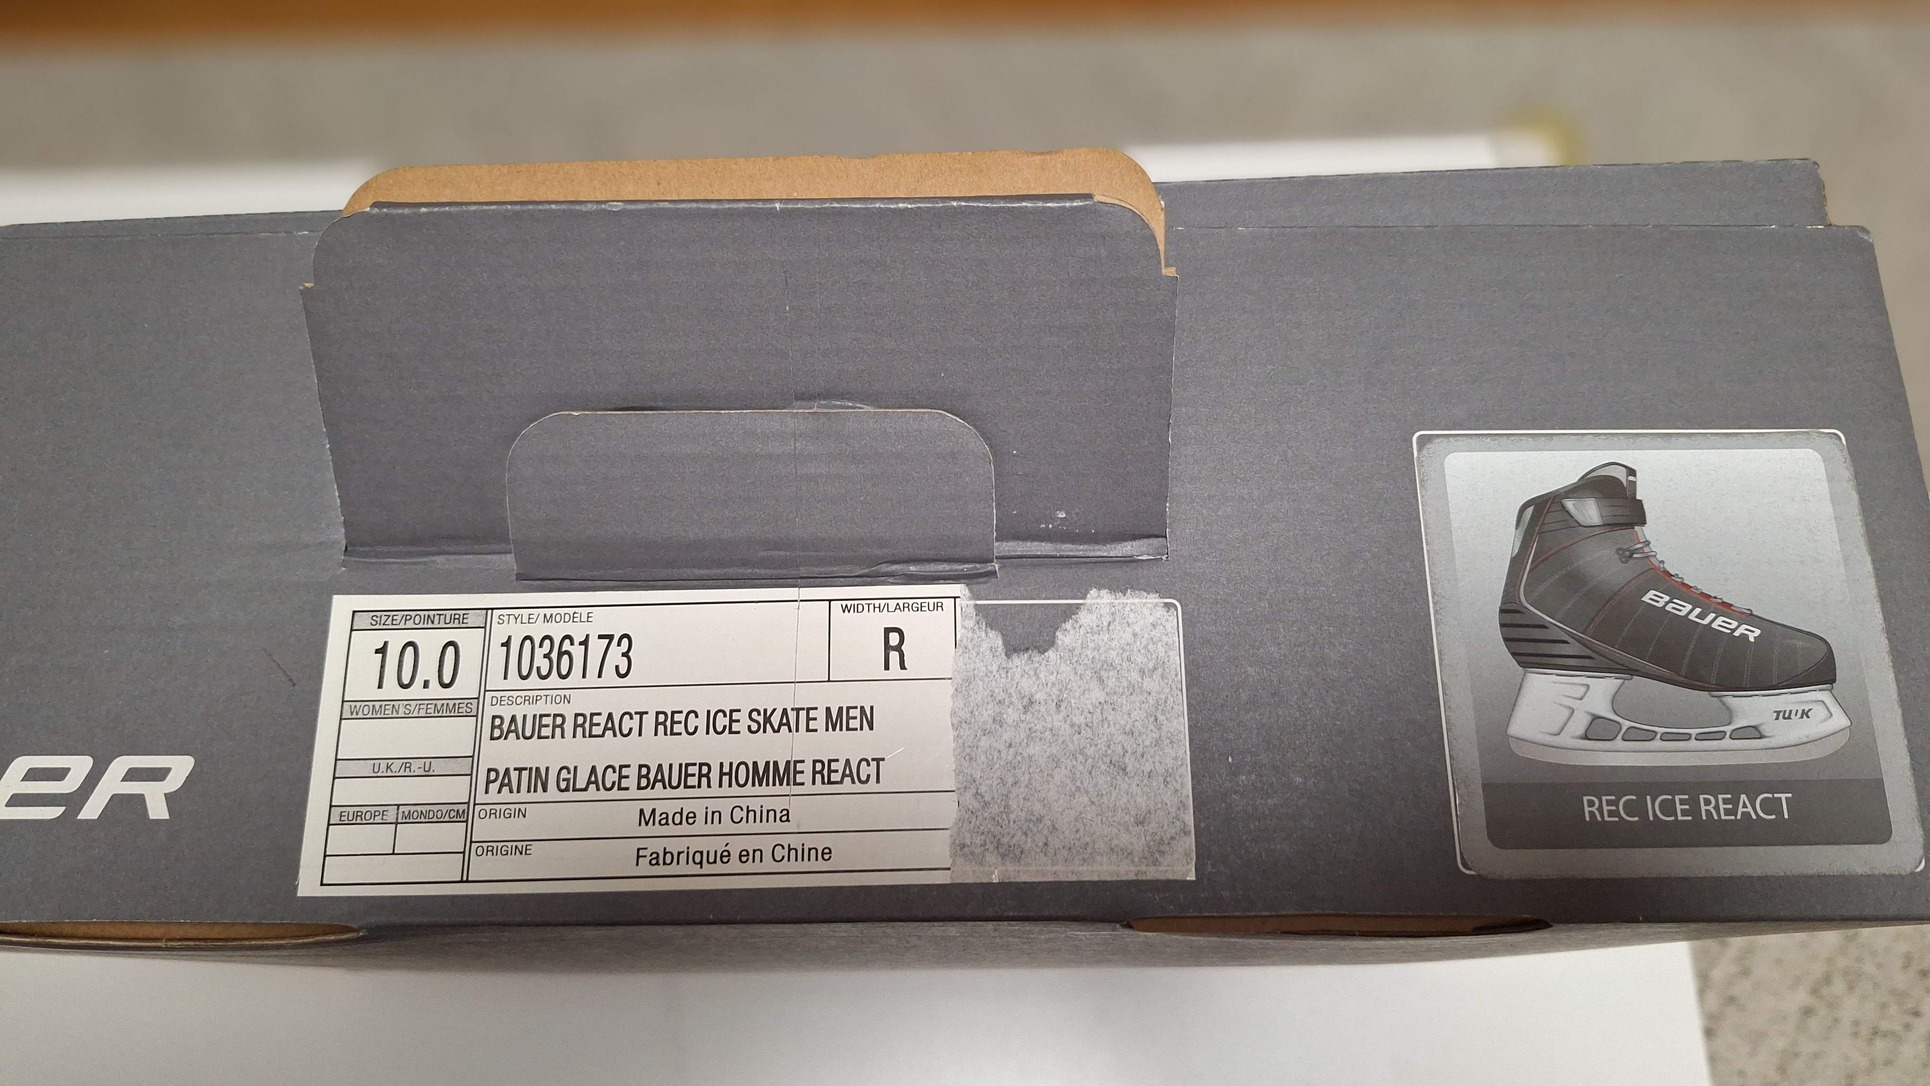 ER
SIZE/POINTURE
10.0
WOMEN'S/FEMMES
U.K./R.-U.
EUROPE
MONDO/CM
STYLE/ MODÈLE
1036173
WIDTH/LARGEUR
R
DESCRIPTION
BAUER REACT REC ICE SKATE MEN
PATIN GLACE BAUER HOMME REACT
ORIGIN
Made in China
ORIGINE
Fabriqué en Chine
BAUER
TUUK
REC ICE REACT